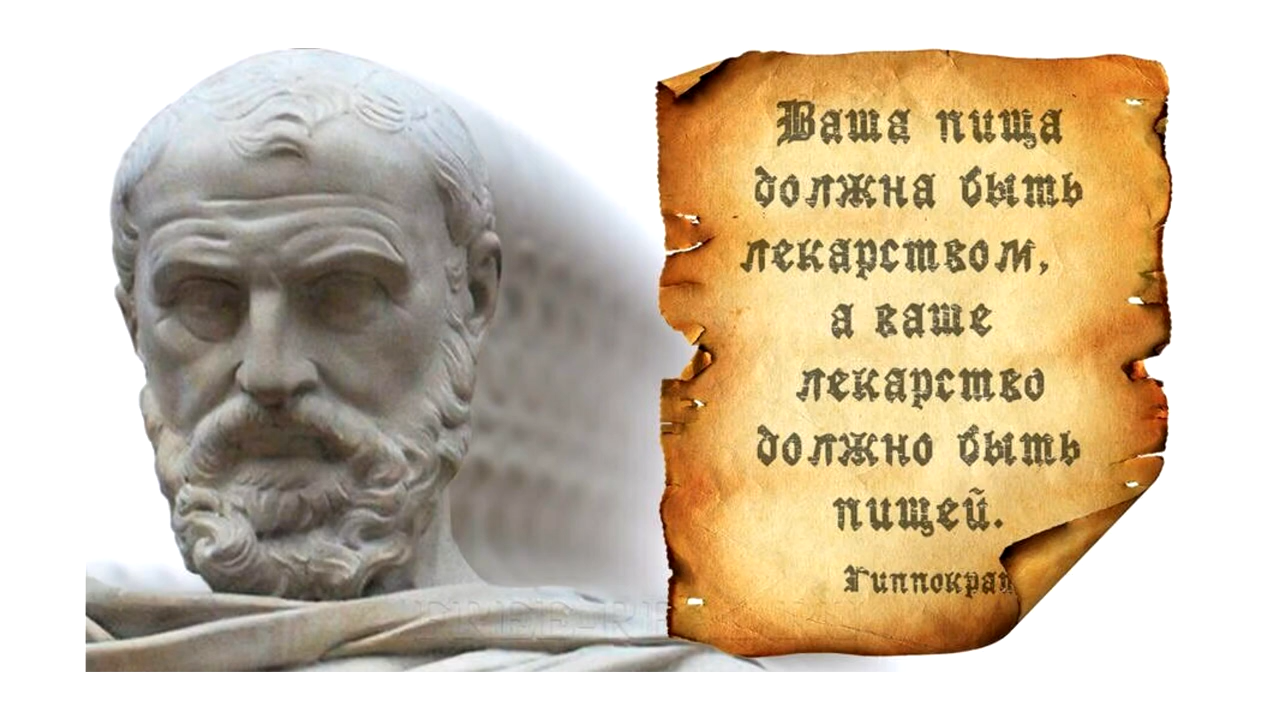 Ваша пища
должна быть
лекарством,
а ваше
лекарство
должно быть
пищей.
Гиппократ